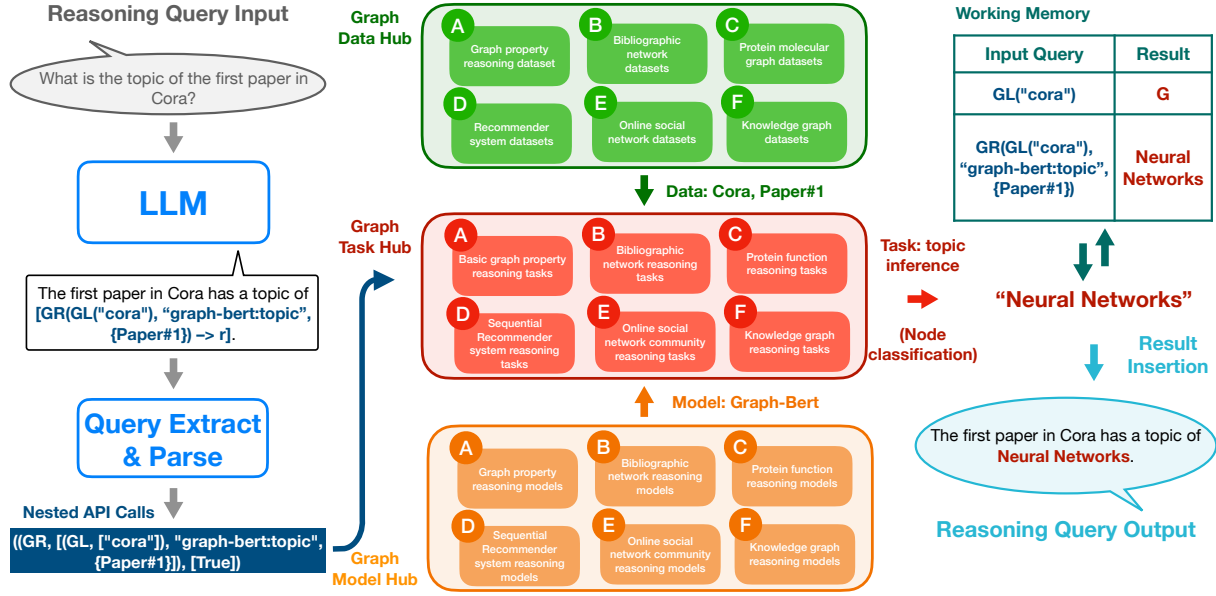 Reasoning Query Input
What is the topic of the first paper in
Cora?
LLM
The first paper in Cora has a topic of
[GR(GL("cora"), “graph-bert:topic”,
{Paper#1}) –> r].
Query Extract
& Parse
Nested API Calls
((GR, [(GL, ["cora"]), "graph-bert:topic",
{Paper#1}]), [True])
Graph
Data Hub
A
Graph property
reasoning dataset
B
Bibliographic
network
datasets
C
Protein molecular
graph datasets
D
Recommender
system datasets
E
Online social
network datasets
F
Knowledge graph
datasets
Data: Cora, Paper#1
Graph
Task Hub
A
Basic graph property
reasoning tasks
B
Bibliographic
network reasoning
tasks
C
Protein function
reasoning tasks
D
Sequential
Recommender
system reasoning
tasks
E
Online social
network community
reasoning tasks
F
Knowledge graph
reasoning tasks
Model: Graph-Bert
Graph
Model Hub
A
Graph property
reasoning models
B
Bibliographic
network reasoning
models
C
Protein function
reasoning models
D
Sequential
Recommender
system reasoning
models
E
Online social
network community
reasoning models
F
Knowledge graph
reasoning models
Task: topic
inference
(Node
classification)
Working Memory
Input Query
Result
GL("cora")
G
GR(GL("cora"),
“graph-bert:topic”,
{Paper#1})
Neural
Networks
“Neural Networks”
Result
Insertion
The first paper in Cora has a topic of
Neural Networks.
Reasoning Query Output